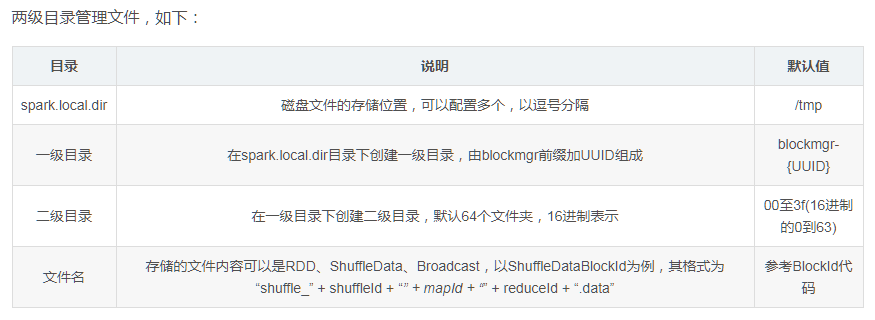 两级目录管理文件，如下：
目录 说明 默认值
spark.local.dir 磁盘文件的存储位置，可以配置多个，以逗号分隔 /tmp
一级目录 在spark.local.dir目录下创建一级目录，由blockmgr前缀加UUID组成 blockmgr-
{UUID}
二级目录 在一级目录下创建二级目录，默认64个文件夹，16进制表示 00至3f(16进制
的0到63)
文件名 存储的文件内容可以是RDD、ShuffleData、Broadcast，以ShuffleDataBlockId为例，其格式为
“shuffle_” + shuffleId + “” + mapId + “” + reduceId + “.data” 参考BlockId代
码